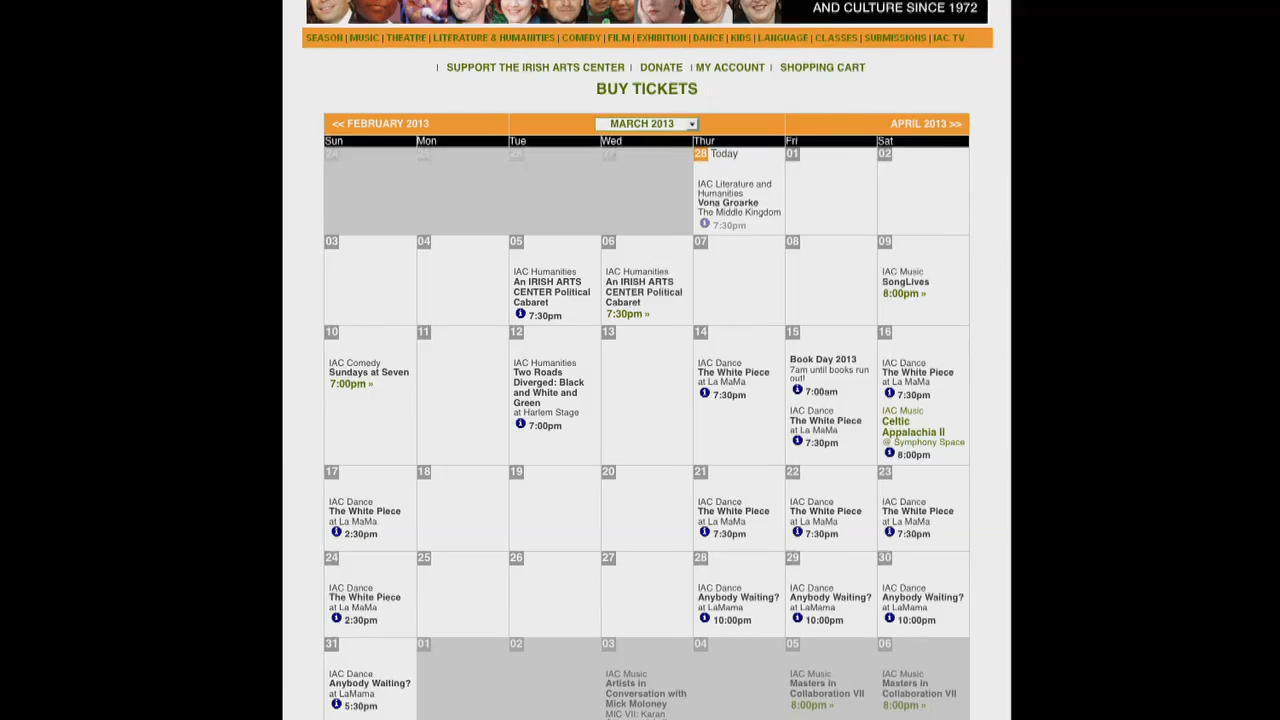 AND CULTURE SINCE 1972
SEASON | MUSIC | THEATRE | LITERATURE & HUMANITIES | COMEDY | FILM | EXHIBITION | DANCE | KIDS | LANGUAGE | CLASSES | SUBMISSIONS | IAC TV
| SUPPORT THE IRISH ARTS CENTER | DONATE | MY ACCOUNT | SHOPPING CART
BUY TICKETS
<< FEBRUARY 2013 MARCH 2013 APRIL 2013 >>
Sun Mon Tue Wed Thur Fri Sat
24 25 26 27 28 Today 01 02
IAC Literature and
Humanities
Vona Groarke
The Middle Kingdom
7:30pm
03 04 05 06 07 08 09
IAC Humanities
An IRISH ARTS
CENTER Political
Cabaret
7:30pm
IAC Humanities
An IRISH ARTS
CENTER Political
Cabaret
7:30pm »
IAC Music
SongLives
8:00pm »
10 11 12 13 14 15 16
IAC Comedy
Sundays at Seven
7:00pm »
IAC Humanities
Two Roads
Diverged: Black
and White and
Green
at Harlem Stage
7:00pm
IAC Dance
The White Piece
at La MaMa
7:30pm
Book Day 2013
7am until books run
out!
7:00am
IAC Dance
The White Piece
at La MaMa
7:30pm
IAC Dance
The White Piece
at La MaMa
7:30pm
IAC Music
Celtic
Appalachia II
@ Symphony Space
8:00pm
17 18 19 20 21 22 23
IAC Dance
The White Piece
at La MaMa
2:30pm
IAC Dance
The White Piece
at La MaMa
7:30pm
IAC Dance
The White Piece
at La MaMa
7:30pm
IAC Dance
The White Piece
at La MaMa
7:30pm
24 25 26 27 28 29 30
IAC Dance
The White Piece
at La MaMa
2:30pm
IAC Dance
Anybody Waiting?
at LaMama
10:00pm
IAC Dance
Anybody Waiting?
at LaMama
10:00pm
IAC Dance
Anybody Waiting?
at LaMama
10:00pm
31 01 02 03 04 05 06
IAC Dance
Anybody Waiting?
at LaMama
5:30pm
IAC Music
Artists in
Conversation with
Mick Moloney
MIC VII: Karan
IAC Music
Masters in
Collaboration VII
8:00pm »
IAC Music
Masters in
Collaboration VII
8:00pm »